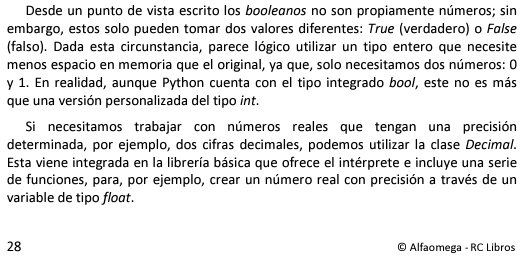 Desde un punto de vista escrito los booleanos no son propiamente números; sin
embargo, estos solo pueden tomar dos valores diferentes: True (verdadero) o False
(falso). Dada esta circunstancia, parece lógico utilizar un tipo entero que necesite
menos espacio en memoria que el original, ya que, solo necesitamos dos números: 0
y 1. En realidad, aunque Python cuenta con el tipo integrado bool, este no es más
que una versión personalizada del tipo int.
Si necesitamos trabajar con números reales que tengan una precisión
determinada, por ejemplo, dos cifras decimales, podemos utilizar la clase Decimal.
Esta viene integrada en la librería básica que ofrece el intérprete e incluye una serie
de funciones, para, por ejemplo, crear un número real con precisión a través de un
variable de tipo float.
28 © Alfaomega - RC Libros